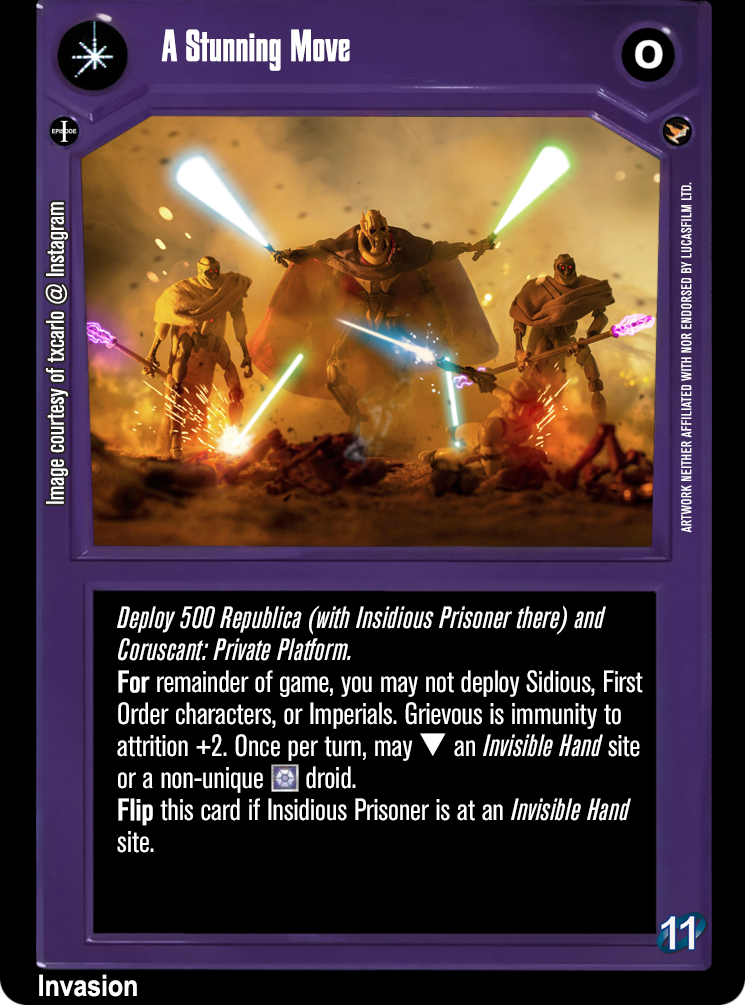 A Stunning Move
O
EPISODE
I
Image courtesy of txcarlo @ Instagram
ARTWORK NEITHER AFFILIATED WITH NOR ENDORSED BY LUCASFILM LTD.
Deploy 500 Republica (with Insidious Prisoner there) and
Coruscant: Private Platform.
For remainder of game, you may not deploy Sidious, First
Order characters, or Imperials. Grievous is immunity to
attrition +2. Once per turn, may ▼ an Invisible Hand site
or a non-unique droid.
Flip this card if Insidious Prisoner is at an Invisible Hand
site.
11
Invasion